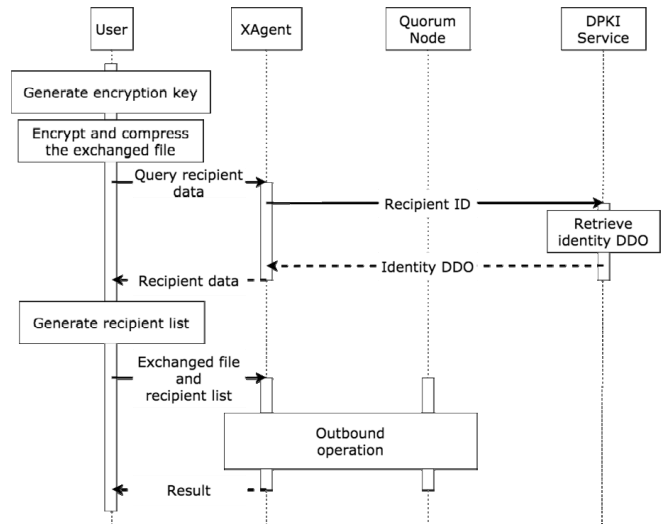 User
XAgent
Quorum
Node
DPKI
Service
Generate encryption key
Encrypt and compress
the exchanged file
Query recipient
data
Recipient ID
Retrieve
identity DDO
Identity DDO
Recipient data
Generate recipient list
Exchanged file
and
recipient list
Outbound
operation
Result